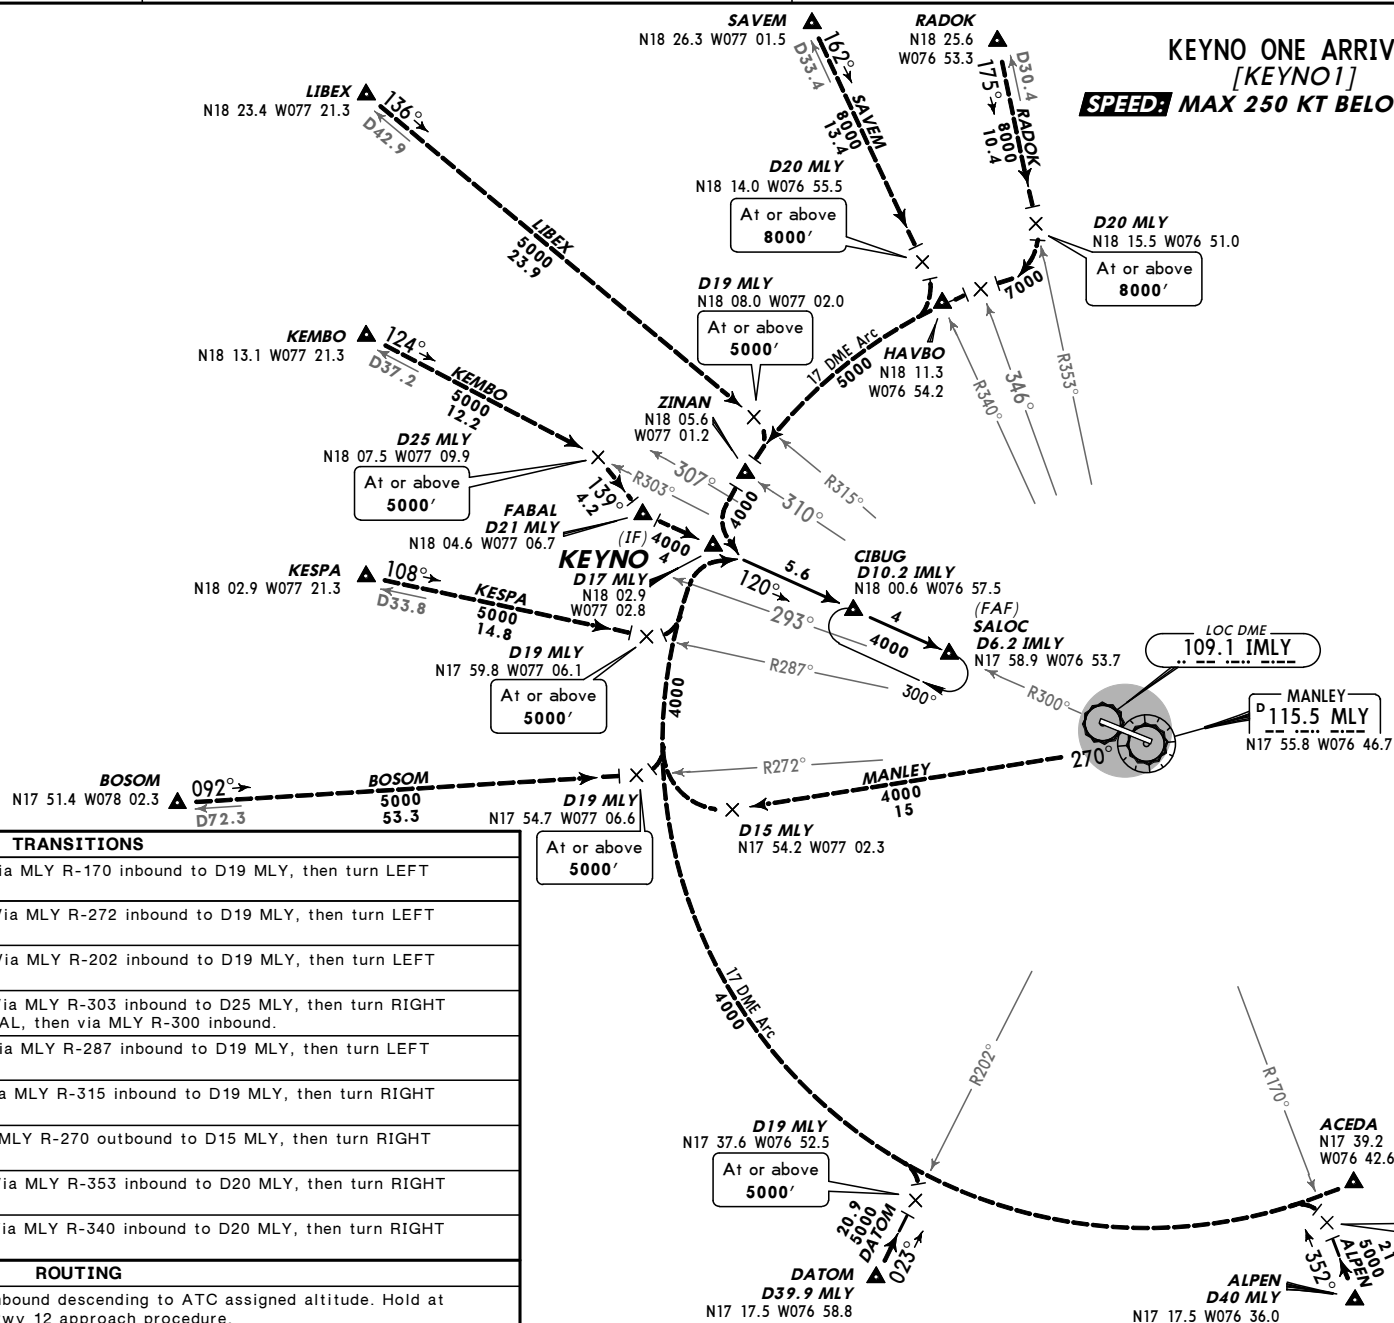 KEYNO ONE ARRIV
[KEYNO1]
SPEED: MAX 250 KT BELO
SAVEM
N18 26.3 W077 01.5
162°
D33.4
SAVEM
8000
13.4
RADOK
N18 25.6
W076 53.3
D30.4
175°
RADOK
8000
10.4
LIBEX
N18 23.4 W077 21.3
136°
D42.9
LIBEX
5000
23.9
D20 MLY
N18 14.0 W076 55.5
At or above
8000'
D20 MLY
N18 15.5 W076 51.0
At or above
8000'
7000
D19 MLY
N18 08.0 W077 02.0
At or above
5000'
17 DME Arc
5000
HAVBO
N18 11.3
W076 54.2
R340°
346°
R353°
KEMBO
N18 13.1 W077 21.3
124°
D37.2
KEMBO
5000
12.2
ZINAN
N18 05.6
W077 01.2
D25 MLY
N18 07.5 W077 09.9
At or above
5000'
139°
4.2
R303°
307°
310°
R315°
4000
FABAL
D21 MLY
N18 04.6 W077 06.7
(IF)
4000
4
KEYNO
D17 MLY
N18 02.9
W077 02.8
120°
5.6
293°
CIBUG
D10.2 IMLY
N18 00.6 W076 57.5
4
4000
300°
(FAF)
SALOC
D6.2 IMLY
N17 58.9 W076 53.7
KESPA
N18 02.9 W077 21.3
108°
D33.8
KESPA
5000
14.8
D19 MLY
N17 59.8 W077 06.1
At or above
5000'
R287°
4000
R300°
LOC DME
109.1 IMLY
MANLEY
D 115.5 MLY
N17 55.8 W076 46.7
270°
MANLEY
4000
15
R272°
BOSOM
N17 51.4 W078 02.3
092°
D72.3
BOSOM
5000
53.3
D19 MLY
N17 54.7 W077 06.6
At or above
5000'
D15 MLY
N17 54.2 W077 02.3
TRANSITIONS
ia MLY R-170 inbound to D19 MLY, then turn LEFT
Via MLY R-272 inbound to D19 MLY, then turn LEFT
Via MLY R-202 inbound to D19 MLY, then turn LEFT
Via MLY R-303 inbound to D25 MLY, then turn RIGHT
AL, then via MLY R-300 inbound.
ia MLY R-287 inbound to D19 MLY, then turn LEFT
a MLY R-315 inbound to D19 MLY, then turn RIGHT
MLY R-270 outbound to D15 MLY, then turn RIGHT
Via MLY R-353 inbound to D20 MLY, then turn RIGHT
ia MLY R-340 inbound to D20 MLY, then turn RIGHT
ROUTING
nbound descending to ATC assigned altitude. Hold at
wy 12 approach procedure.
17 DME Arc
4000
R202°
R170°
D19 MLY
N17 37.6 W076 52.5
At or above
5000'
20.9
5000
DATOM
023°
DATOM
D39.9 MLY
N17 17.5 W076 58.8
ACEDA
N17 39.2
W076 42.6
21
5000
ALPEN
352°
ALPEN
D40 MLY
N17 17.5 W076 36.0